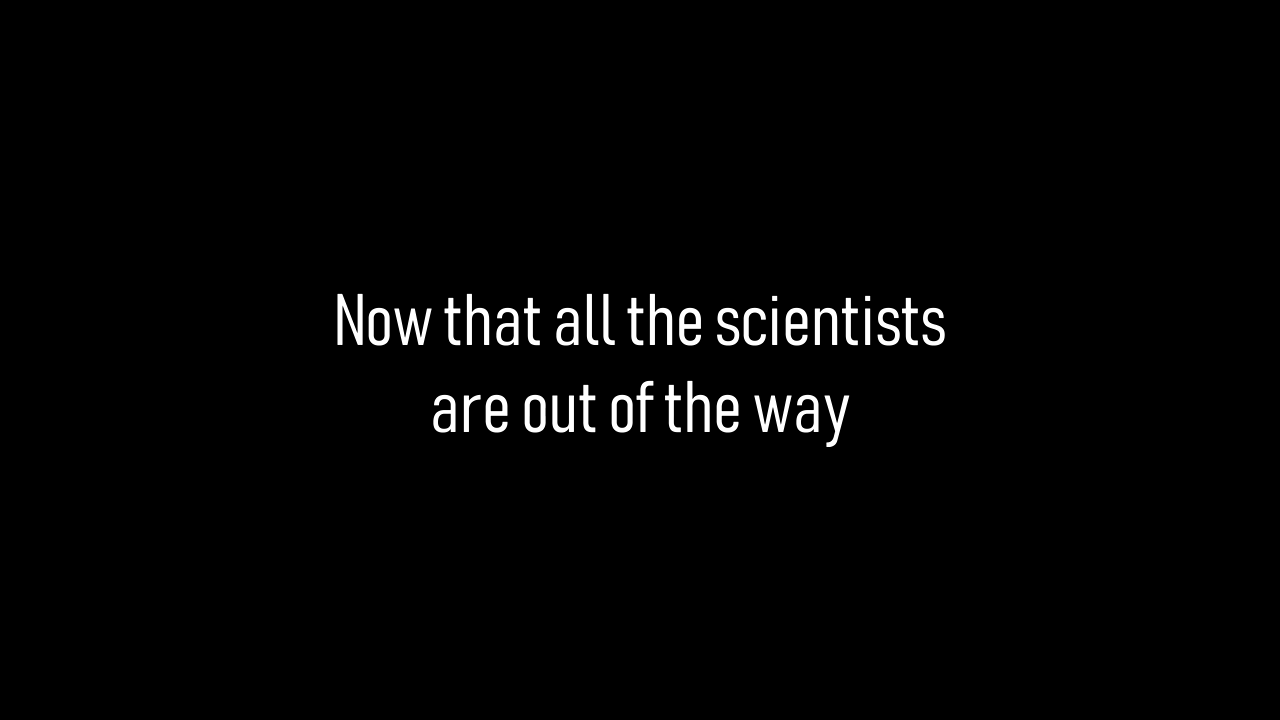 Now that all the scientists
are out of the way